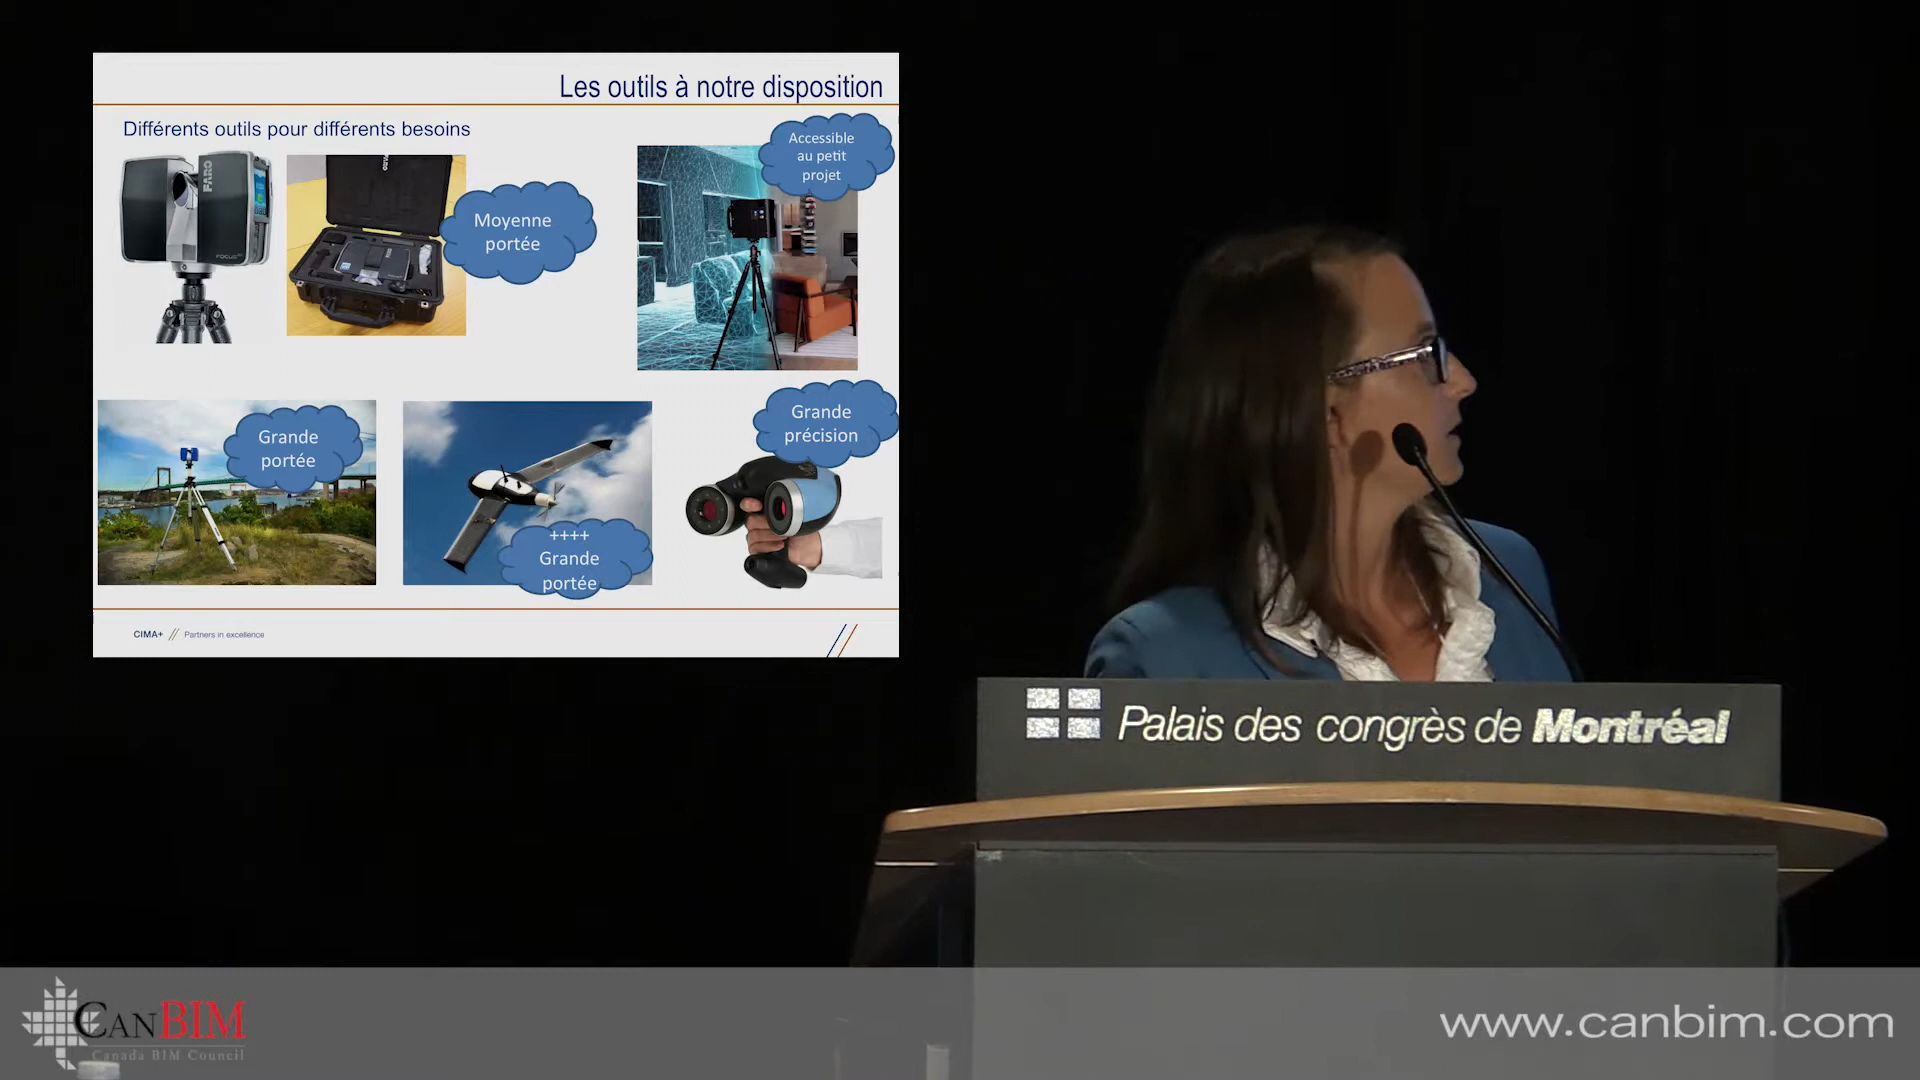 Les outils à notre disposition
Différents outils pour différents besoins
Accessible
au petit
projet
FARO
FOCUS
Moyenne
portée
Grande
portée
++++
Grande
portée
Grande
précision
CIMA+ // Partners in excellence
Palais des congrès de Montréal
CANBIM
Canada BIM Council
www.canbim.com